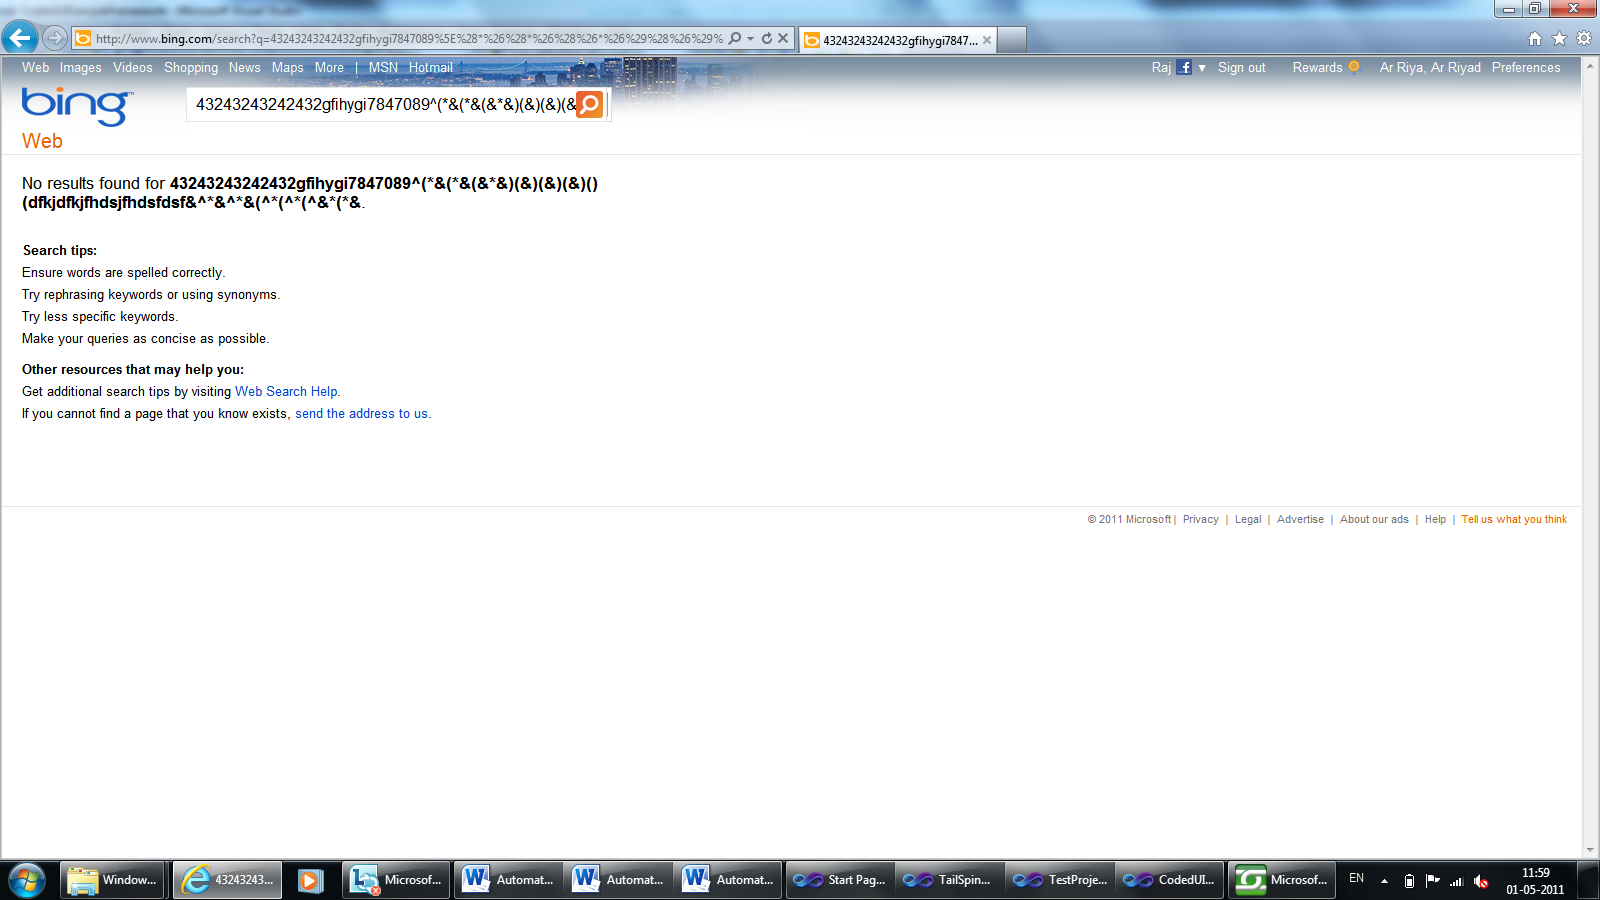 http://www.bing.com/search?q=43243243242432gfihygi7847089%5E%28*%26%28*%26%28%26*%26%29%28%26%29%
43243243242432gfihygi7847...
Web Images Videos Shopping News Maps More | MSN Hotmail
Raj Sign out Rewards Ar Riya, Ar Riyad Preferences
bing™
43243243242432gfihygi7847089^(*&(*&(&*&)(&)(&)(&
Web
No results found for 43243243242432gfihygi7847089^(*&(*&(&*&)(&)(&)(&)()
(dfkjdfkjfhdsjfhdsfdsf&^*&^*&(^*(^*(^&*(*&.
Search tips:
Ensure words are spelled correctly.
Try rephrasing keywords or using synonyms.
Try less specific keywords.
Make your queries as concise as possible.
Other resources that may help you:
Get additional search tips by visiting Web Search Help.
If you cannot find a page that you know exists, send the address to us.
© 2011 Microsoft | Privacy | Legal | Advertise | About our ads | Help | Tell us what you think
Window... 43243243... Microsof... Automat... Automat... Automat... Start Pag... TailSpin... TestProje... CodedUI... Microsof... EN 11:59
01-05-2011